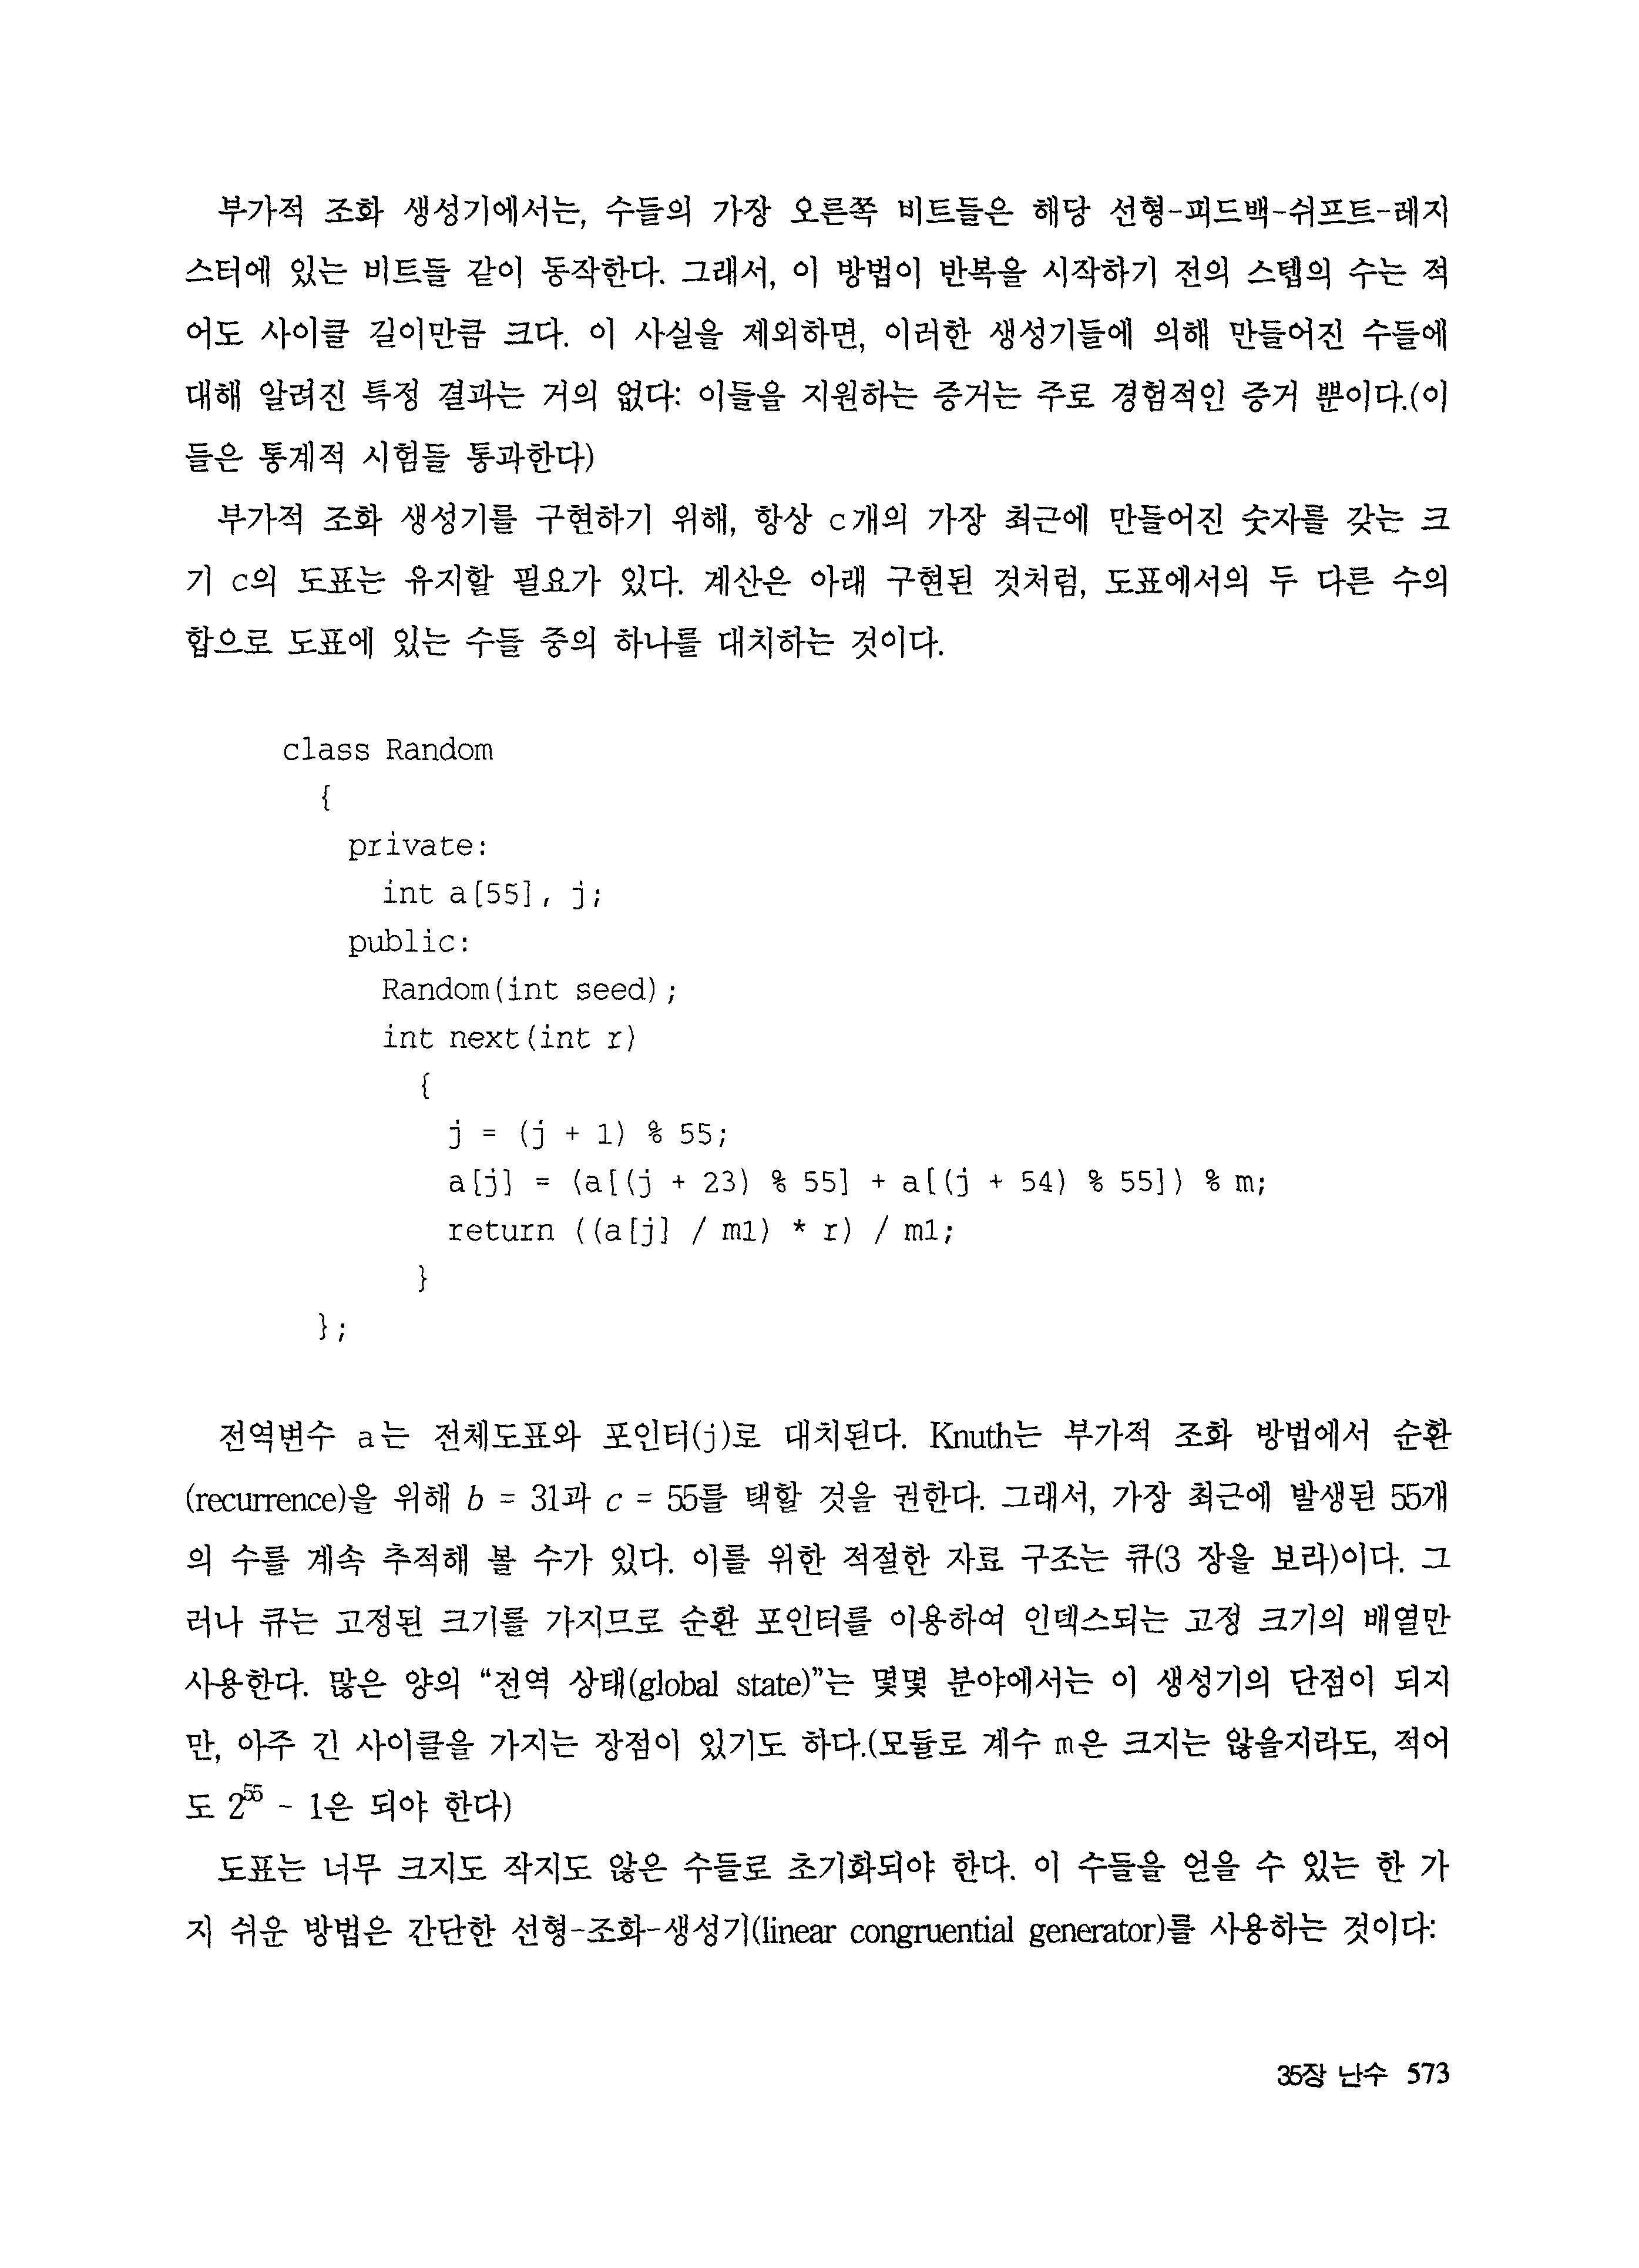 부가적 조화 생성기에서는, 수들의 가장 오른쪽 비트들은 해당 선형-피드백-쉬프트-레지
스터에 있는 비트들 같이 동작한다. 그래서, 이 방법이 반복을 시작하기 전의 스텝의 수는 적
어도 사이클 길이만큼 크다. 이 사실을 제외하면, 이러한 생성기들에 의해 만들어진 수들에
대해 알려진 특정 결과는 거의 없다: 이들을 지원하는 증거는 주로 경험적인 증거 뿐이다.(이
들은 통계적 시험들 통과한다)
부가적 조화 생성기를 구현하기 위해, 항상 c개의 가장 최근에 만들어진 숫자를 갖는 크
기 c의 도표는 유지할 필요가 있다. 계산은 아래 구현된 것처럼, 도표에서의 두 다른 수의
합으로 도표에 있는 수들 중의 하나를 대치하는 것이다.
class Random
{
private:
int a[55], j;
public:
Random(int seed);
int next(int r)
{
j = (j + 1) % 55;
a[j] = (a[(j + 23) % 55] + a[(j + 54) % 55]) % m;
return ((a[j] / m1) * r) / m1;
}
};
전역변수 a는 전체도표와 포인터(j)로 대치된다. Knuth는 부가적 조화 방법에서 순환
(recurrence)을 위해 b = 31과 c = 55를 택할 것을 권한다. 그래서, 가장 최근에 발생된 55개
의 수를 계속 추적해 볼 수가 있다. 이를 위한 적절한 자료 구조는 큐(3 장을 보라)이다. 그
러나 큐는 고정된 크기를 가지므로 순환 포인터를 이용하여 인덱스되는 고정 크기의 배열만
사용한다. 많은 양의 “전역 상태(global state)”는 몇몇 분야에서는 이 생성기의 단점이 되지
만, 아주 긴 사이클을 가지는 장점이 있기도 하다.(모듈로 계수 m은 크지는 않을지라도, 적어
도 2⁵⁵ - 1은 되야 한다)
도표는 너무 크지도 작지도 않은 수들로 초기화되야 한다. 이 수들을 얻을 수 있는 한 가
지 쉬운 방법은 간단한 선형-조화-생성기(linear congruential generator)를 사용하는 것이다:
35장 난수 573